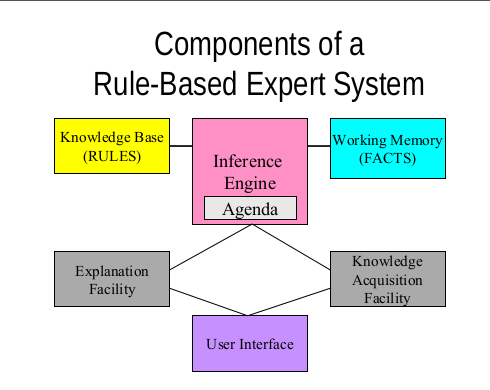 Components of a
Rule-Based Expert System
Knowledge Base
(RULES)
Inference
Engine
Agenda
Working Memory
(FACTS)
Explanation
Facility
Knowledge
Acquisition
Facility
User Interface